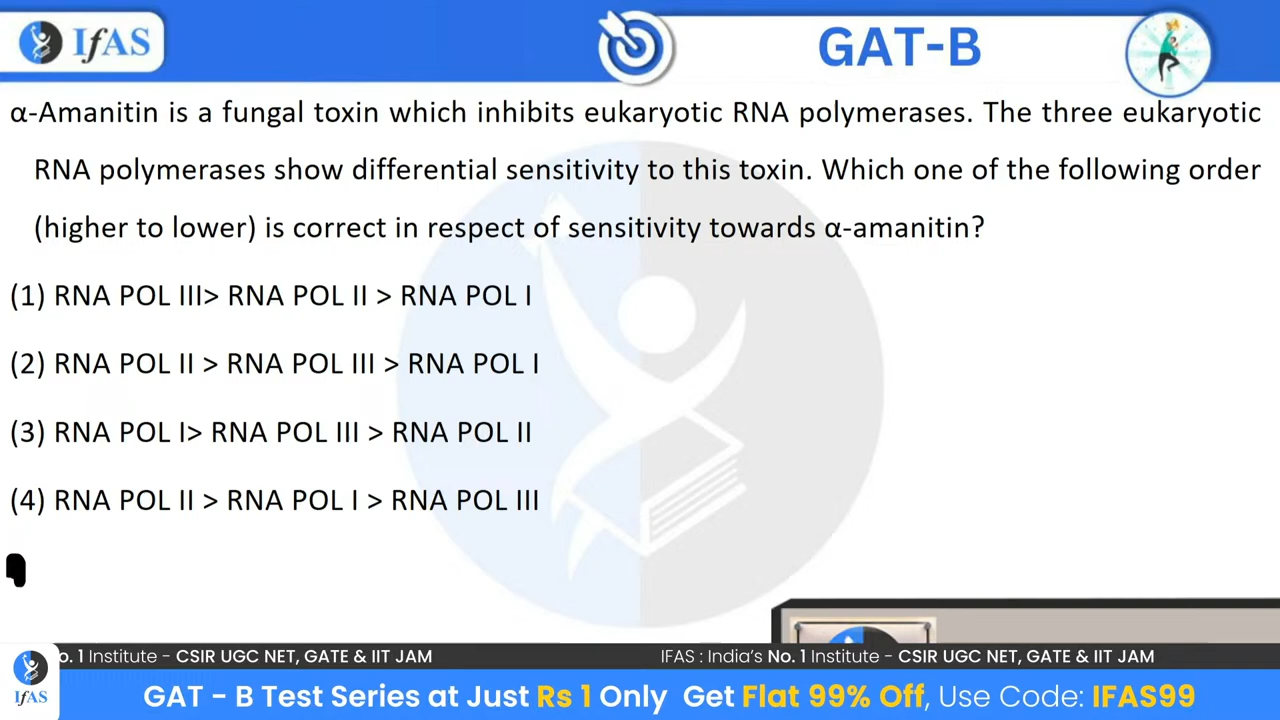 IfAS
GAT-B
α-Amanitin is a fungal toxin which inhibits eukaryotic RNA polymerases. The three eukaryotic
RNA polymerases show differential sensitivity to this toxin. Which one of the following order
(higher to lower) is correct in respect of sensitivity towards α-amanitin?
(1) RNA POL III> RNA POL II > RNA POL I
(2) RNA POL II > RNA POL III > RNA POL I
(3) RNA POL I> RNA POL III > RNA POL II
(4) RNA POL II > RNA POL I > RNA POL III
o. 1 Institute - CSIR UGC NET, GATE & IIT JAM
IFAS : India's No. 1 Institute - CSIR UGC NET, GATE & IIT JAM
IfAS
GAT - B Test Series at Just Rs 1 Only Get Flat 99% Off, Use Code: IFAS99